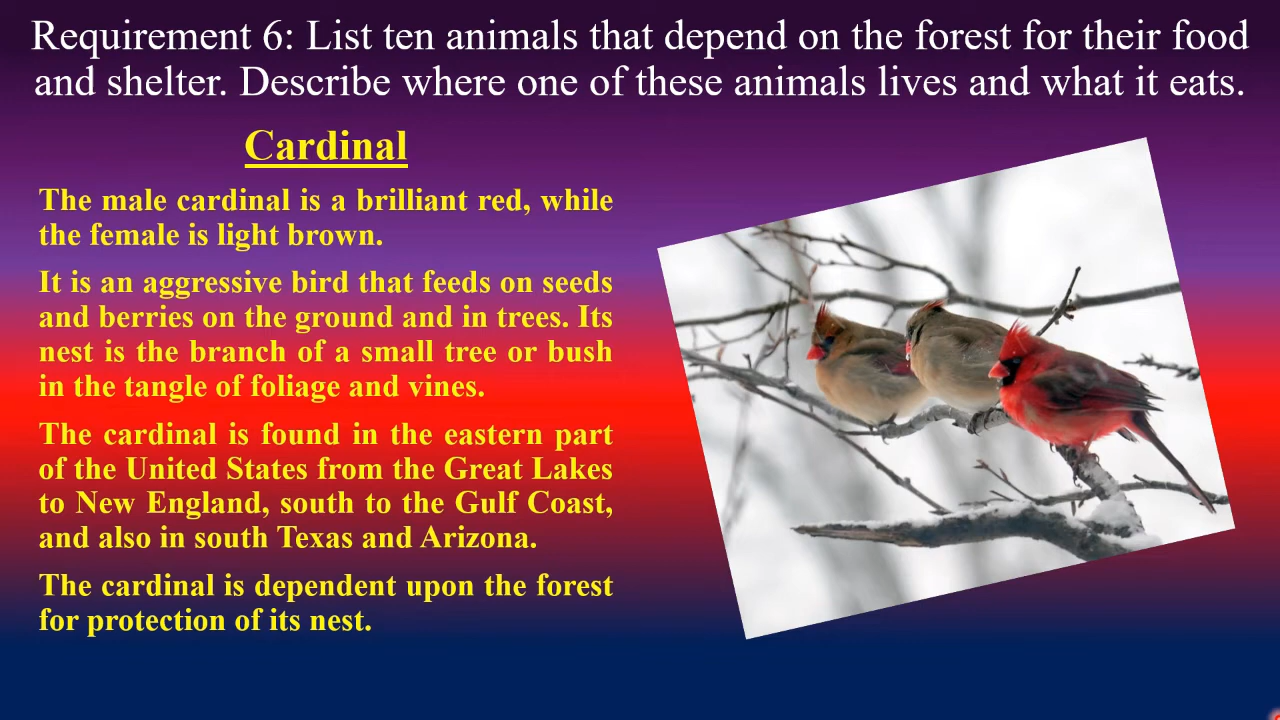 Requirement 6: List ten animals that depend on the forest for their food
and shelter. Describe where one of these animals lives and what it eats.
Cardinal
The male cardinal is a brilliant red, while
the female is light brown.
It is an aggressive bird that feeds on seeds
and berries on the ground and in trees. Its
nest is the branch of a small tree or bush
in the tangle of foliage and vines.
The cardinal is found in the eastern part
of the United States from the Great Lakes
to New England, south to the Gulf Coast,
and also in south Texas and Arizona.
The cardinal is dependent upon the forest
for protection of its nest.